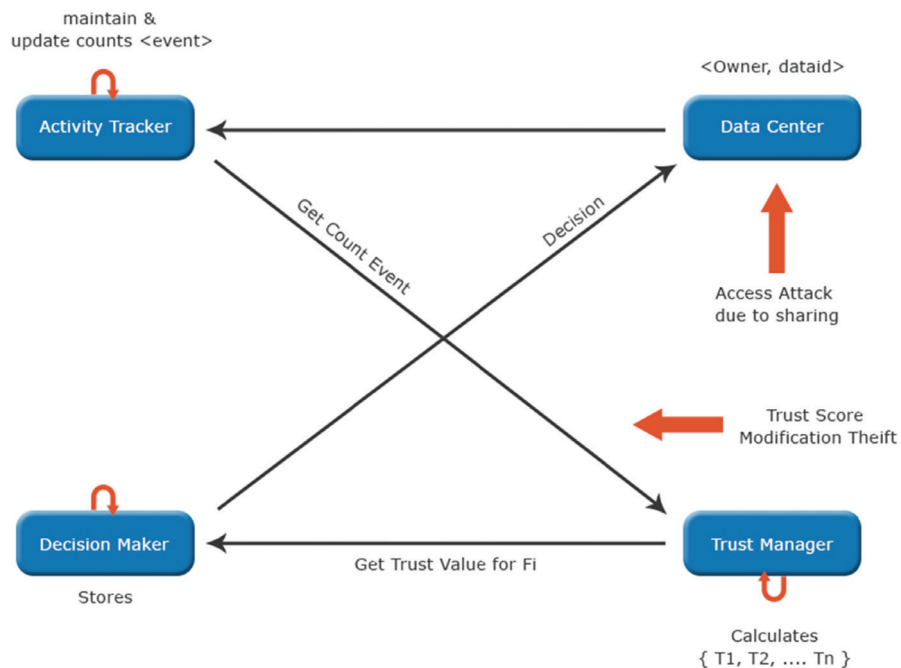 maintain &
update counts <event>
<Owner, dataid>
Activity Tracker
Data Center
Get Count Event
Decision
Access Attack
due to sharing
Trust Score
Modification Theift
Decision Maker
Trust Manager
Get Trust Value for Fi
Stores
Calculates
{ T1, T2, .... Tn }